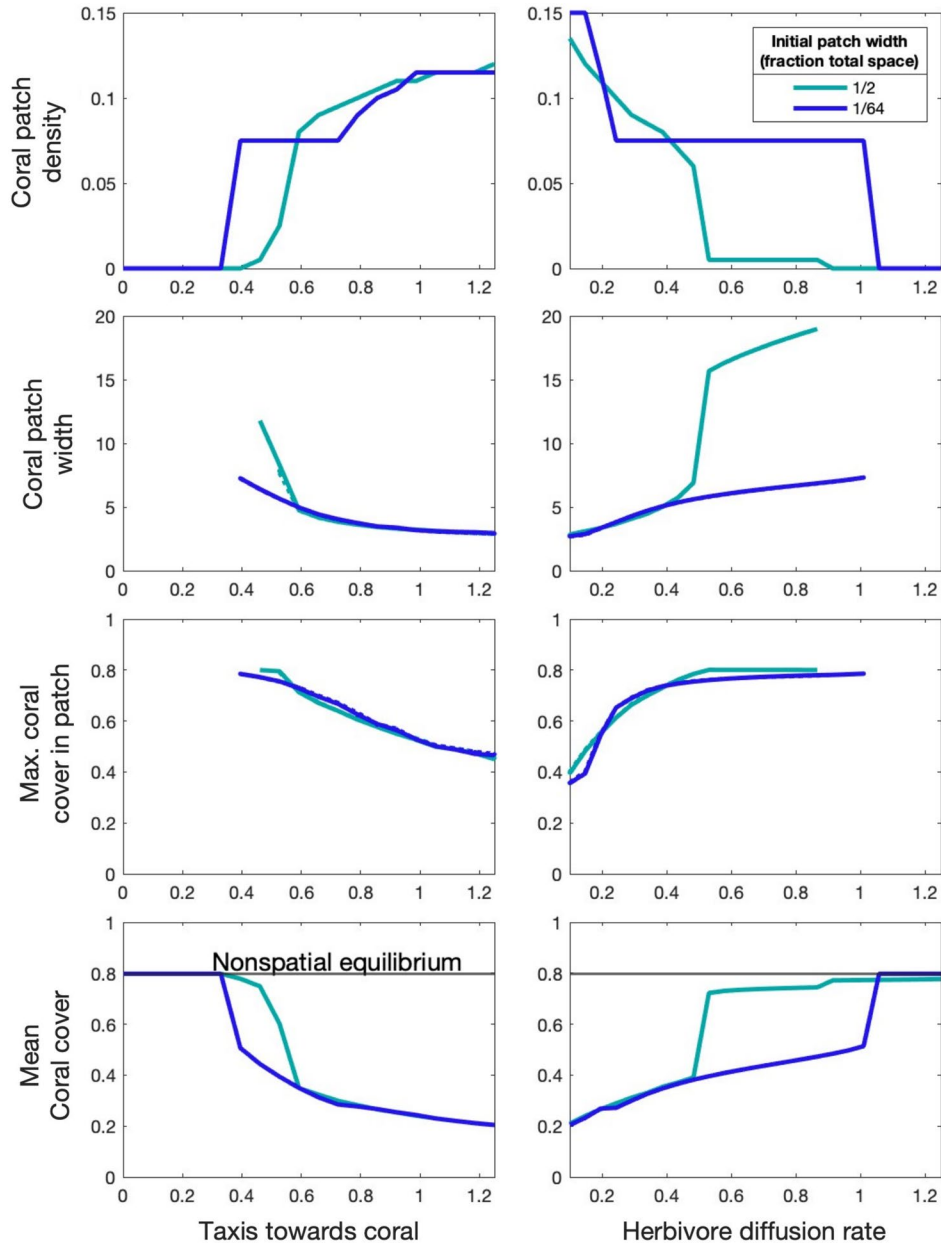 0.15
0.1
0.05
0
0 0.2 0.4 0.6 0.8 1 1.2
Coral patch
density
0.15
0.1
0.05
0
0.2 0.4 0.6 0.8 1 1.2
Initial patch width
(fraction total space)
1/2
1/64
20
15
10
5
0
0 0.2 0.4 0.6 0.8 1 1.2
Coral patch
width
20
15
10
5
0
0.2 0.4 0.6 0.8 1 1.2
1
0.8
0.6
0.4
0.2
0
0 0.2 0.4 0.6 0.8 1 1.2
Max. coral
cover in patch
1
0.8
0.6
0.4
0.2
0
0.2 0.4 0.6 0.8 1 1.2
1
0.8
0.6
0.4
0.2
0
0 0.2 0.4 0.6 0.8 1 1.2
Mean
Coral cover
Nonspatial equilibrium
Taxis towards coral
1
0.8
0.6
0.4
0.2
0
0.2 0.4 0.6 0.8 1 1.2
Herbivore diffusion rate